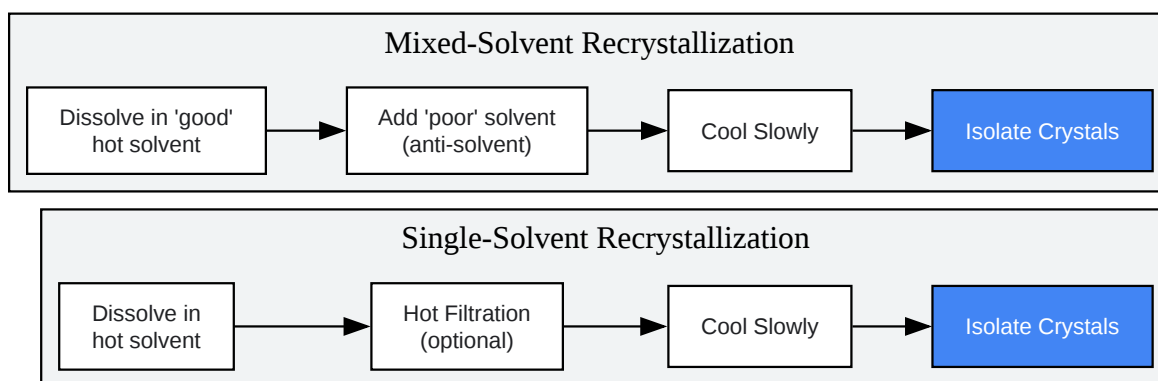 Mixed-Solvent Recrystallization
Dissolve in 'good'
hot solvent
Add 'poor' solvent
(anti-solvent)
Cool Slowly
Isolate Crystals
Single-Solvent Recrystallization
Dissolve in
hot solvent
Hot Filtration
(optional)
Cool Slowly
Isolate Crystals